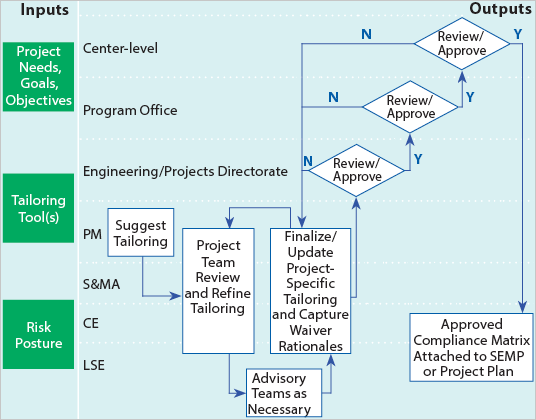 Inputs
Outputs
Project
Needs,
Goals,
Objectives
Tailoring
Tool(s)
Risk
Posture
Center-level
Program Office
Engineering/Projects Directorate
PM
S&MA
CE
LSE
Suggest
Tailoring
Project
Team
Review
and Refine
Tailoring
Advisory
Teams as
Necessary
Finalize/
Update
Project-
Specific
Tailoring
and Capture
Waiver
Rationales
Review/
Approve
N
Y
Review/
Approve
N
Y
Review/
Approve
N
Y
Approved
Compliance Matrix
Attached to SEMP
or Project Plan